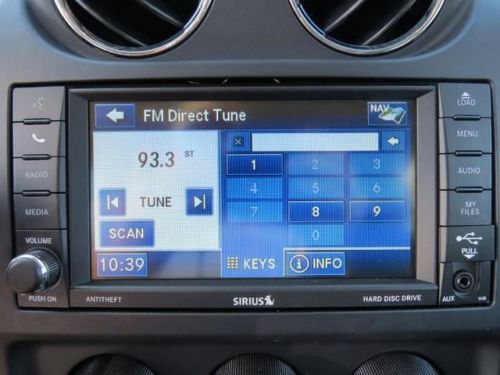 FM Direct Tune
NAV
LOAD
MENU
RADIO
AUDIO
MEDIA
MY FILES
93.3 ST
TUNE
SCAN
1 2 3
4 5 6
7 8 9
0
VOLUME
PULL
10:39
KEYS
INFO
PUSH ON
ANTITHEFT
SIRIUS
HARD DISC DRIVE
AUX